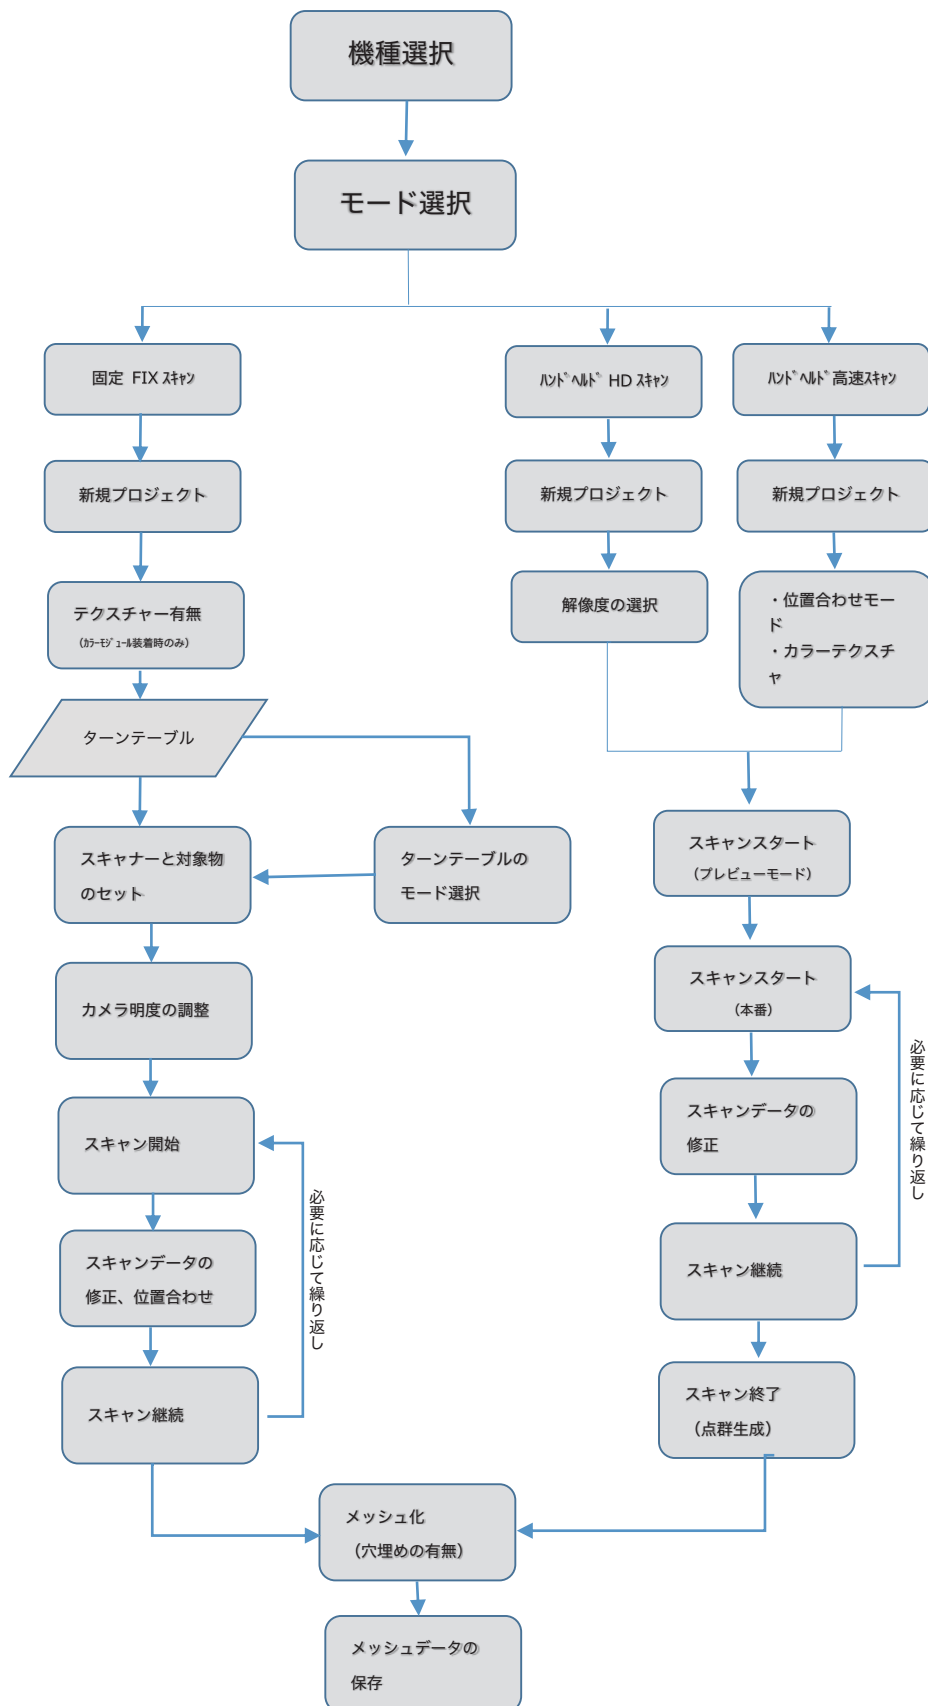 機種選択
モード選択
固定 FIX ｽｷｬﾝ
新規プロジェクト
テクスチャー有無
（ｶﾗｰﾓｼﾞｭｰﾙ装着時のみ）
ターンテーブル
スキャナーと対象物
のセット
ターンテーブルの
モード選択
カメラ明度の調整
スキャン開始
スキャンデータの
修正、位置合わせ
スキャン継続
必要に応じて繰り返し
ﾊﾝﾄﾞﾍﾙﾄﾞ HD ｽｷｬﾝ
新規プロジェクト
解像度の選択
ﾊﾝﾄﾞﾍﾙﾄﾞ高速ｽｷｬﾝ
新規プロジェクト
・位置合わせモー
ド
・カラーテクスチ
ャ
スキャンスタート
（プレビューモード）
スキャンスタート
（本番）
スキャンデータの
修正
スキャン継続
必要に応じて繰り返し
スキャン終了
（点群生成）
メッシュ化
（穴埋めの有無）
メッシュデータの
保存